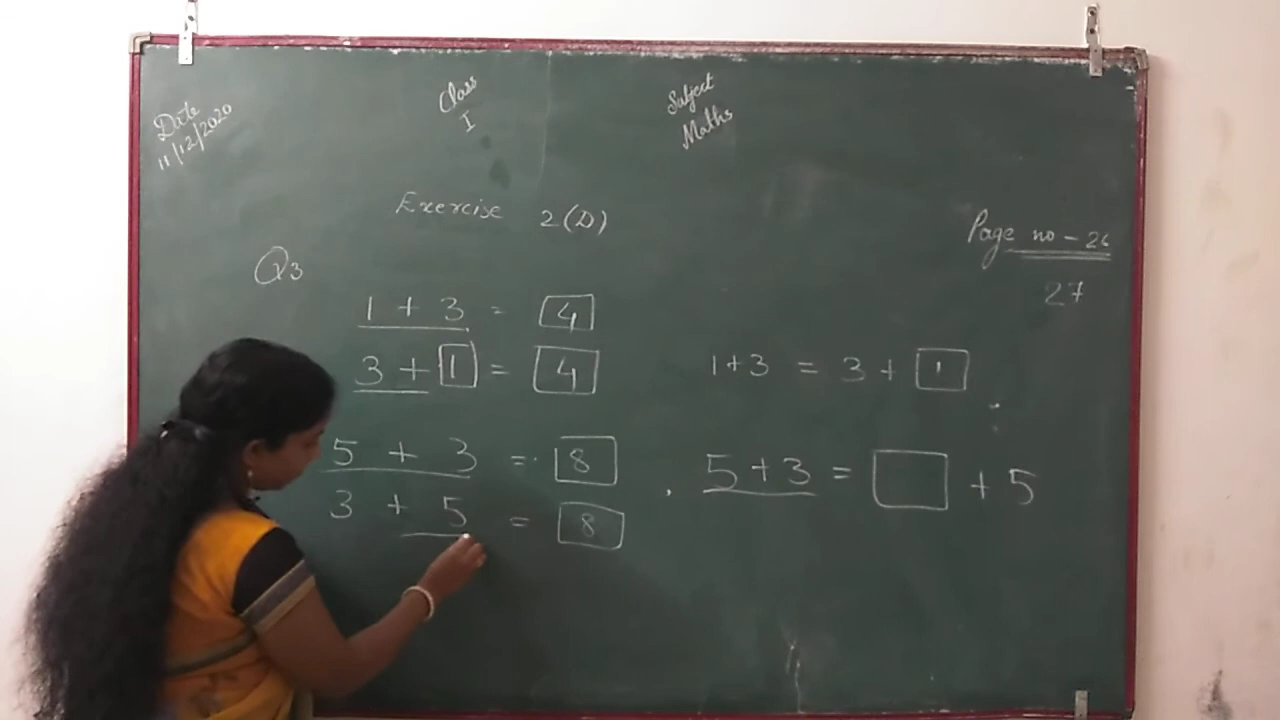 Date
11/12/2020
Class
I
Subject
Maths
Exercise 2(D)
Page no - 26
27
Q3
1 + 3 = 4
3 + 1 = 4
1+3 = 3 + 1
5 + 3 = 8
5+3 = + 5
3 + 5 = 8